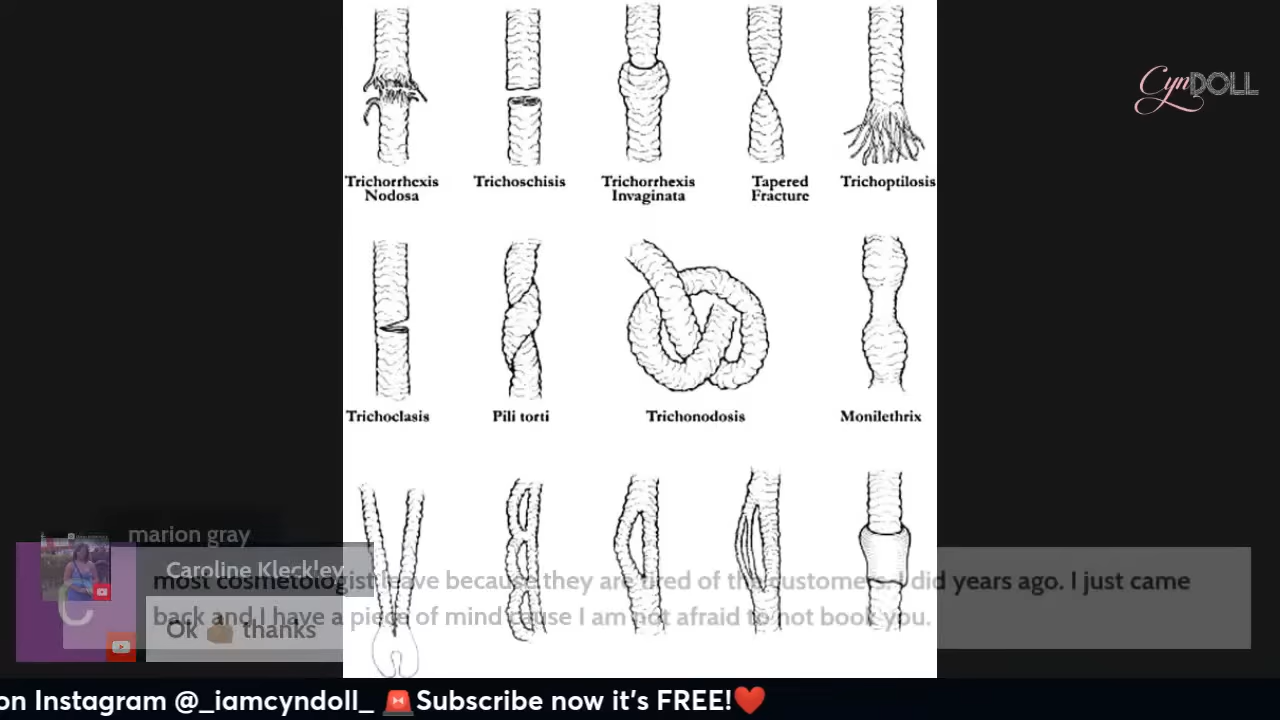 CynDOLL
Trichorrhexis
Nodosa
Trichoschisis
Trichorrhexis
Invaginata
Tapered
Fracture
Trichoptilosis
Trichoclasis
Pili torti
Trichonodosis
Monilethrix
marion gray
most cosmetologist leave because they are tired of the customers I did years ago. I just came
back and I have a piece of mind cause I am not afraid to not book you.
Caroline Kleckley
C
Ok 👍🏾 thanks
on Instagram @_iamcyndoll_ 🚨Subscribe now it's FREE!❤️